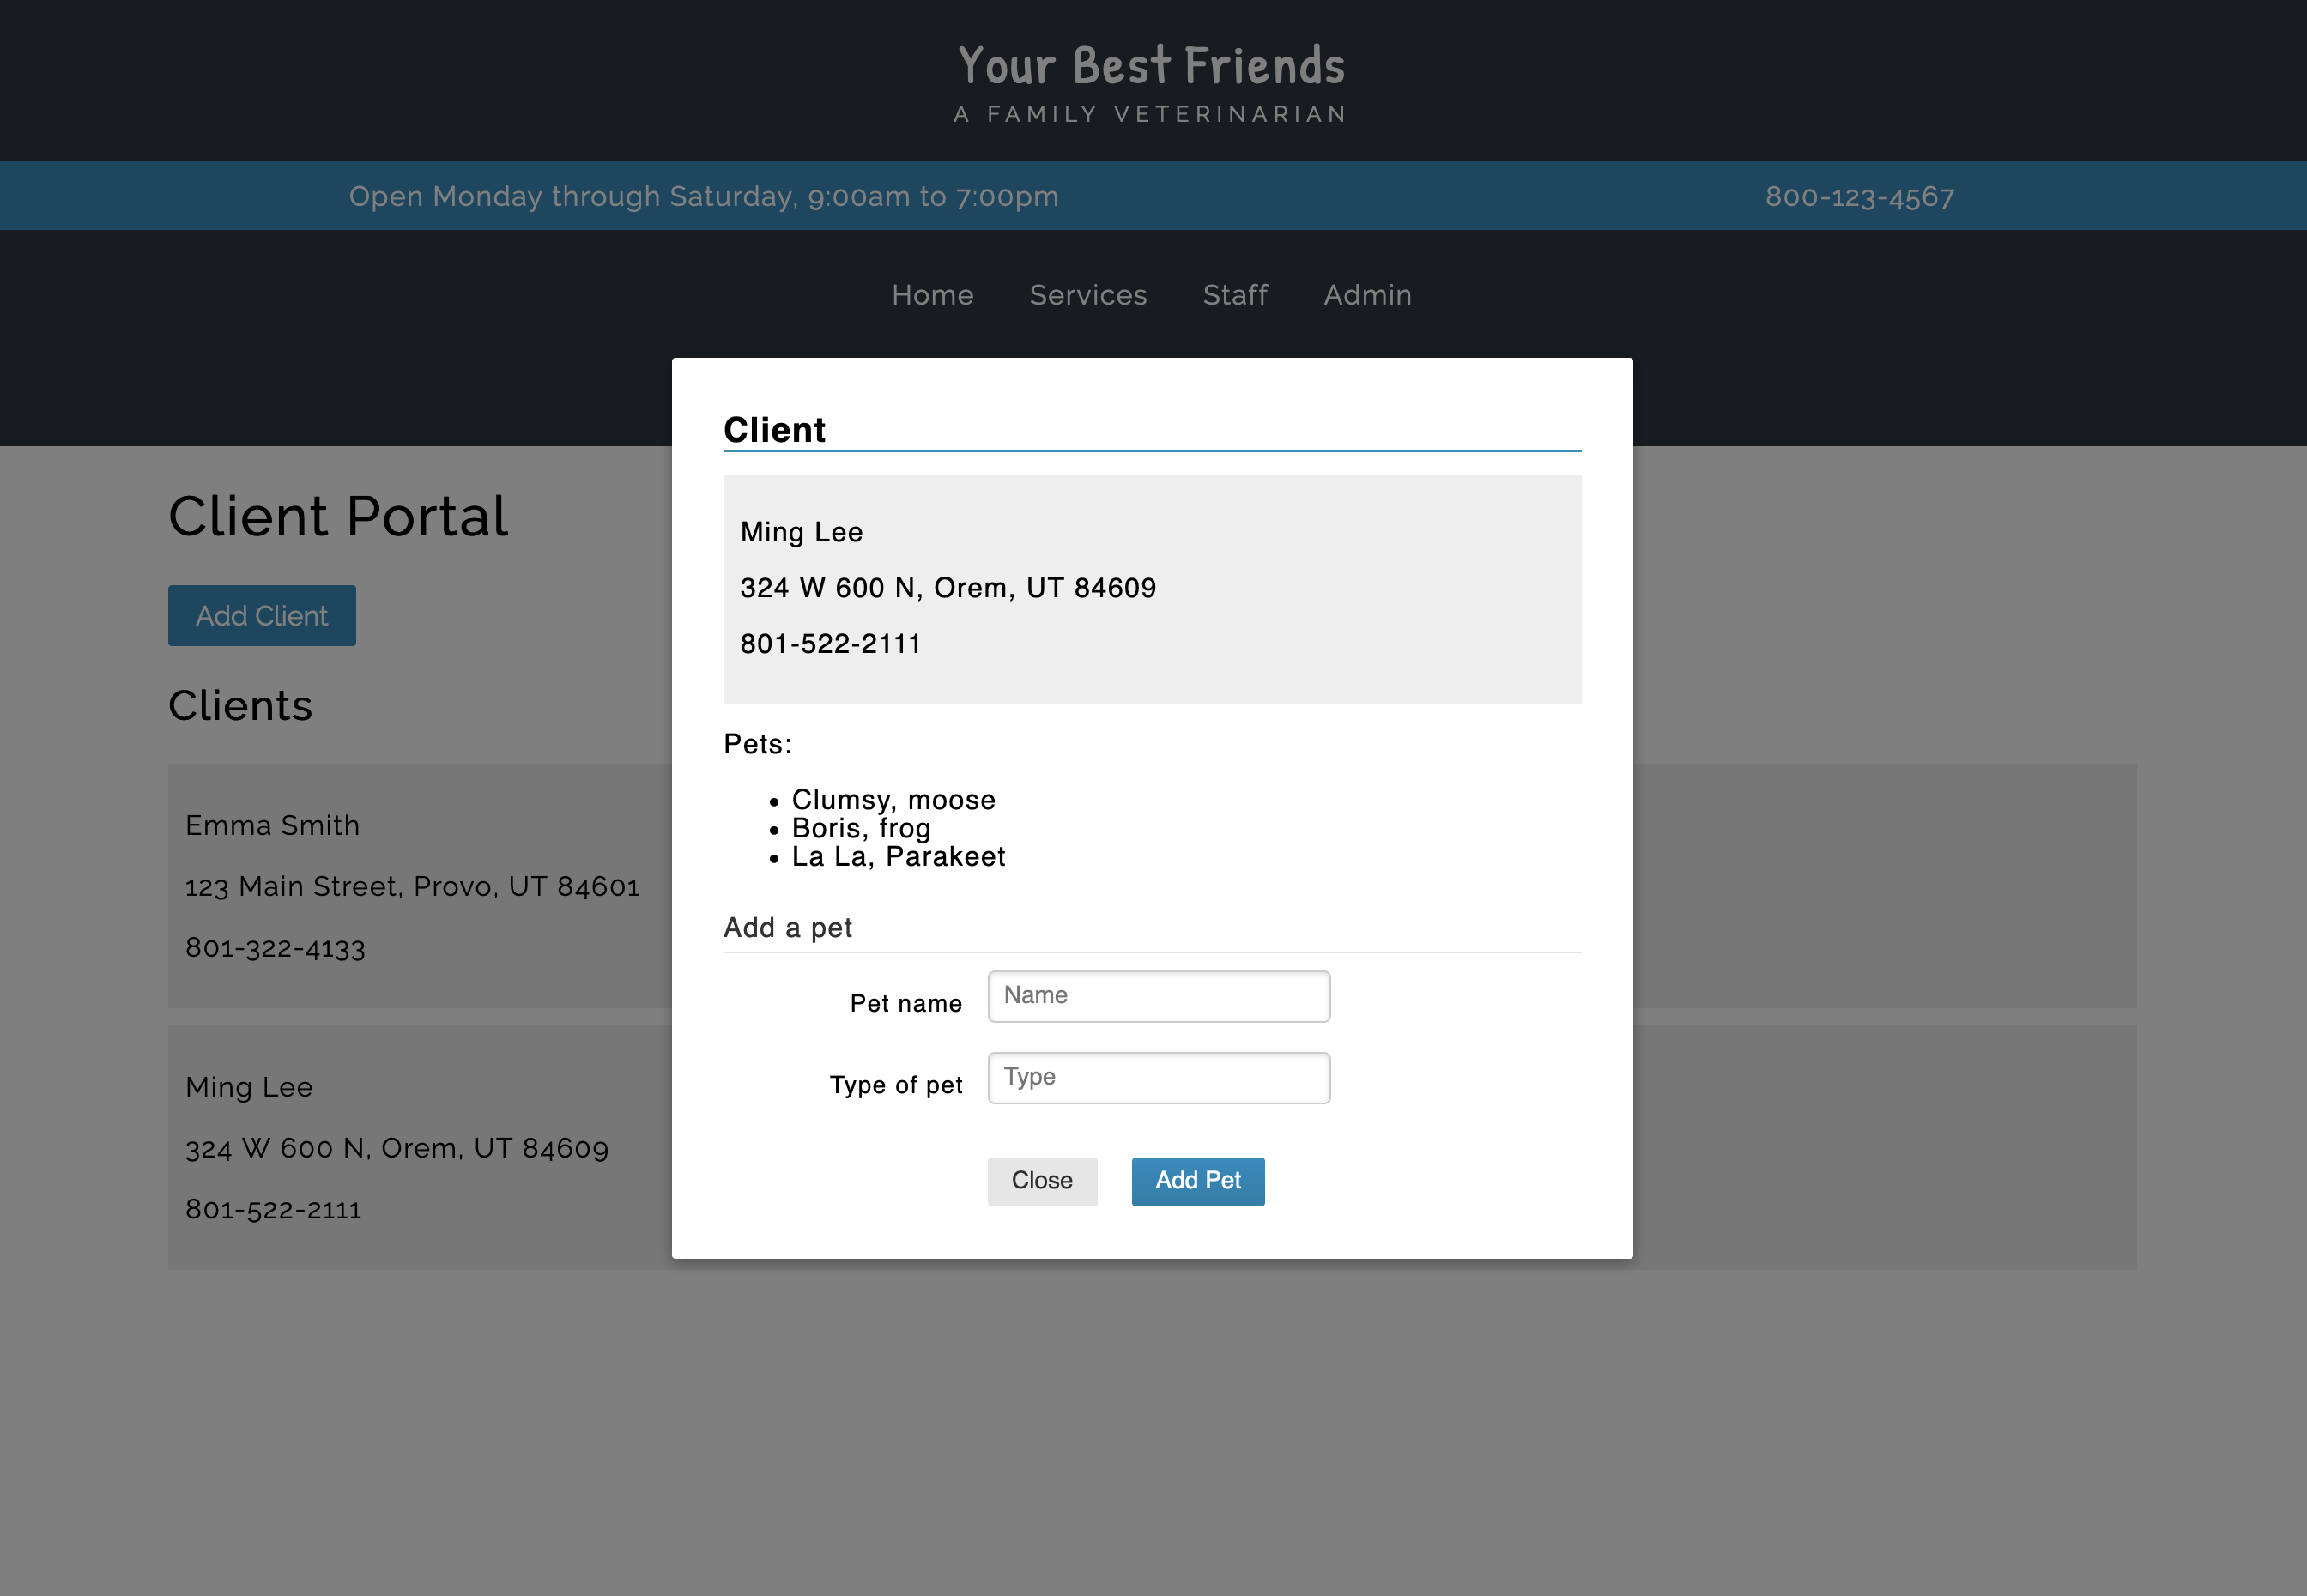 Your Best Friends
A FAMILY VETERINARIAN
Open Monday through Saturday, 9:00am to 7:00pm
800-123-4567
Home
Services
Staff
Admin
Client Portal
Add Client
Clients
Emma Smith
123 Main Street, Provo, UT 84601
801-322-4133
Ming Lee
324 W 600 N, Orem, UT 84609
801-522-2111
Client
Ming Lee
324 W 600 N, Orem, UT 84609
801-522-2111
Pets:
Clumsy, moose
Boris, frog
La La, Parakeet
Add a pet
Pet name
Name
Type of pet
Type
Close
Add Pet